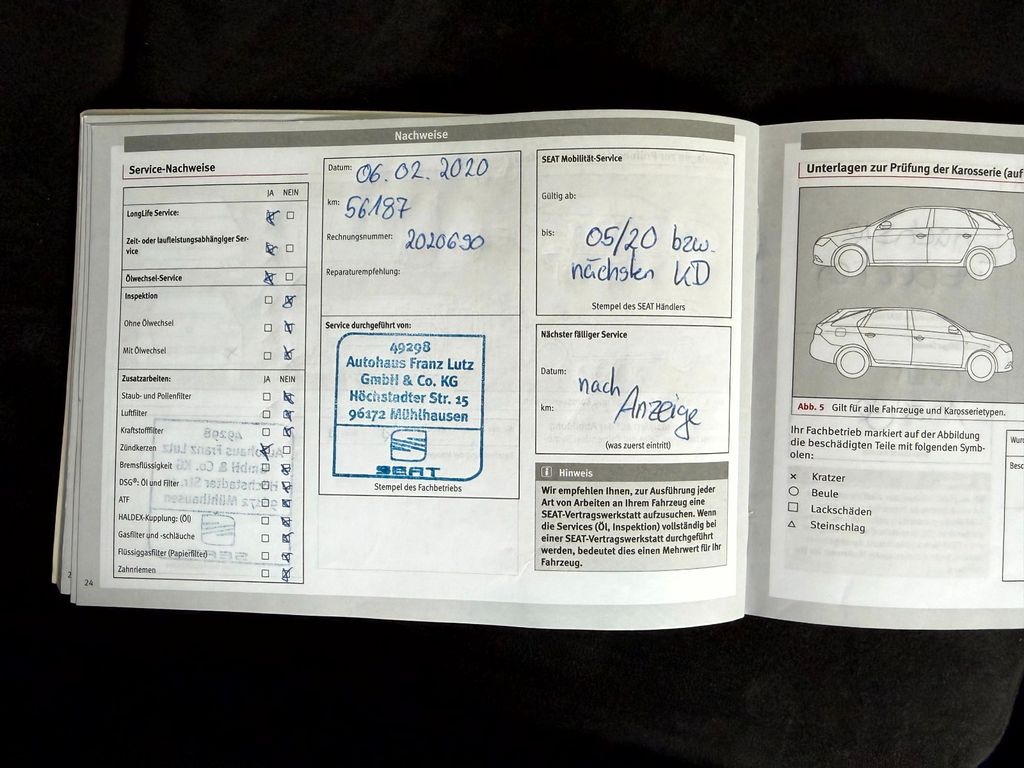 Nachweise
Service-Nachweise
JA NEIN
LongLife Service:
Zeit- oder laufleistungsabhängiger Ser-
vice
Ölwechsel-Service
Inspektion
Ohne Ölwechsel
Mit Ölwechsel
Zusatzarbeiten: JA NEIN
Staub- und Pollenfilter
Luftfilter
Kraftstofffilter
Zündkerzen
Bremsflüssigkeit
DSG®: Öl und Filter
ATF
HALDEX-Kupplung: (Öl)
Gasfilter und -schläuche
Flüssiggasfilter (Papierfilter)
Zahnriemen
24
2
Datum: 06.02.2020
km: 56187
Rechnungsnummer: 2020690
Reparaturempfehlung:
Service durchgeführt von:
49298
Autohaus Franz Lutz
GmbH & Co. KG
Höchstadter Str. 15
96172 Mühlhausen
SEAT
Stempel des Fachbetriebs
SEAT Mobilität-Service
Gültig ab:
bis: 05/20 bzw.
nächsten KD
Stempel des SEAT Händlers
Nächster fälliger Service
Datum: nach
km: Anzeige
(was zuerst eintritt)
i Hinweis
Wir empfehlen Ihnen, zur Ausführung jeder
Art von Arbeiten an Ihrem Fahrzeug eine
SEAT-Vertragswerkstatt aufzusuchen. Wenn
die Services (Öl, Inspektion) vollständig bei
einer SEAT-Vertragswerkstatt durchgeführt
werden, bedeutet dies einen Mehrwert für Ihr
Fahrzeug.
Unterlagen zur Prüfung der Karosserie (auf
Abb. 5 Gilt für alle Fahrzeuge und Karosserietypen.
Ihr Fachbetrieb markiert auf der Abbildung
die beschädigten Teile mit folgenden Symb-
olen:
Kratzer
Beule
Lackschäden
Steinschlag